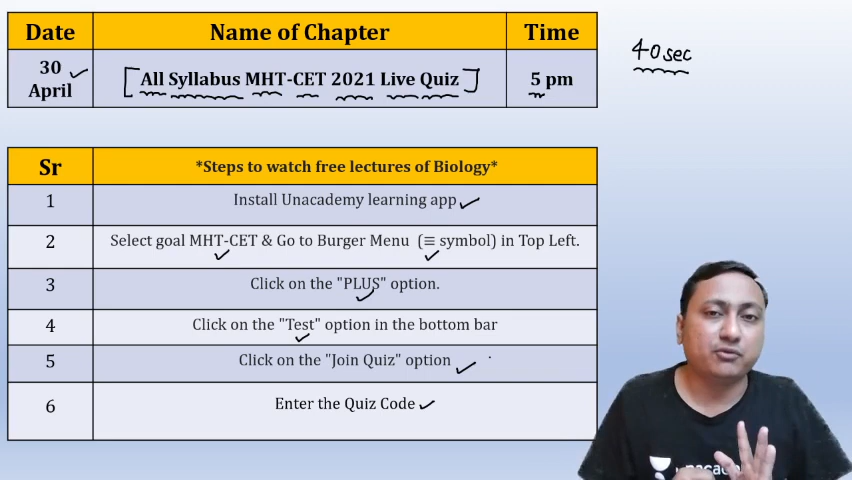 Date Name of Chapter Time
30 April All Syllabus MHT-CET 2021 Live Quiz 5 pm
40 sec
Sr *Steps to watch free lectures of Biology*
1 Install Unacademy learning app
2 Select goal MHT-CET & Go to Burger Menu (≡ symbol) in Top Left.
3 Click on the "PLUS" option.
4 Click on the "Test" option in the bottom bar
5 Click on the "Join Quiz" option
6 Enter the Quiz Code